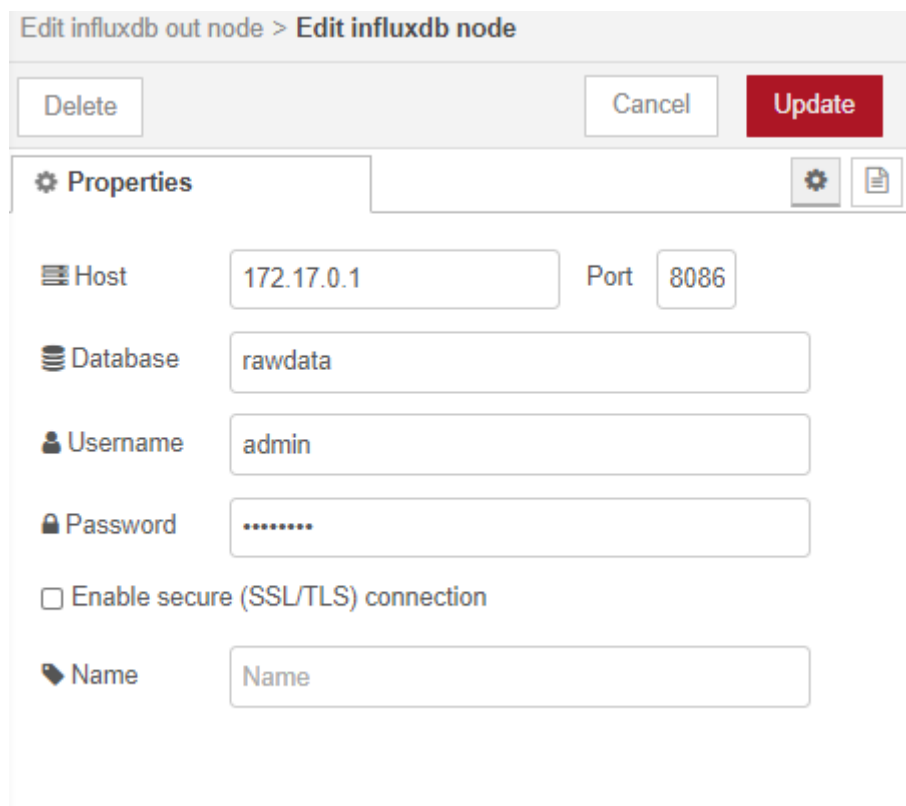 Edit influxdb out node > Edit influxdb node
Delete Cancel Update
Properties
Host 172.17.0.1 Port 8086
Database rawdata
Username admin
Password ••••••••
Enable secure (SSL/TLS) connection
Name Name